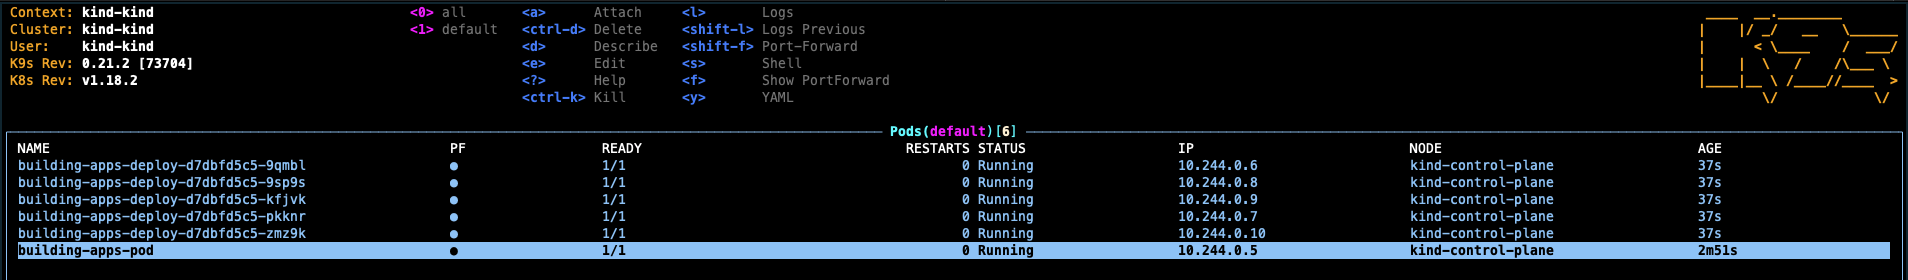 Context: kind-kind <0> all <a> Attach <l> Logs
Cluster: kind-kind <1> default <ctrl-d> Delete <shift-l> Logs Previous
User: kind-kind <d> Describe <shift-f> Port-Forward
K9s Rev: 0.21.2 [73704] <e> Edit <s> Shell
K8s Rev: v1.18.2 <?> Help <f> Show PortForward
<ctrl-k> Kill <y> YAML
K9s
Pods(default)[6]
NAME PF READY RESTARTS STATUS IP NODE AGE
building-apps-deploy-d7dbfd5c5-9qmbl ● 1/1 0 Running 10.244.0.6 kind-control-plane 37s
building-apps-deploy-d7dbfd5c5-9sp9s ● 1/1 0 Running 10.244.0.8 kind-control-plane 37s
building-apps-deploy-d7dbfd5c5-kfjvk ● 1/1 0 Running 10.244.0.9 kind-control-plane 37s
building-apps-deploy-d7dbfd5c5-pkknr ● 1/1 0 Running 10.244.0.7 kind-control-plane 37s
building-apps-deploy-d7dbfd5c5-zmz9k ● 1/1 0 Running 10.244.0.10 kind-control-plane 37s
building-apps-pod ● 1/1 0 Running 10.244.0.5 kind-control-plane 2m51s